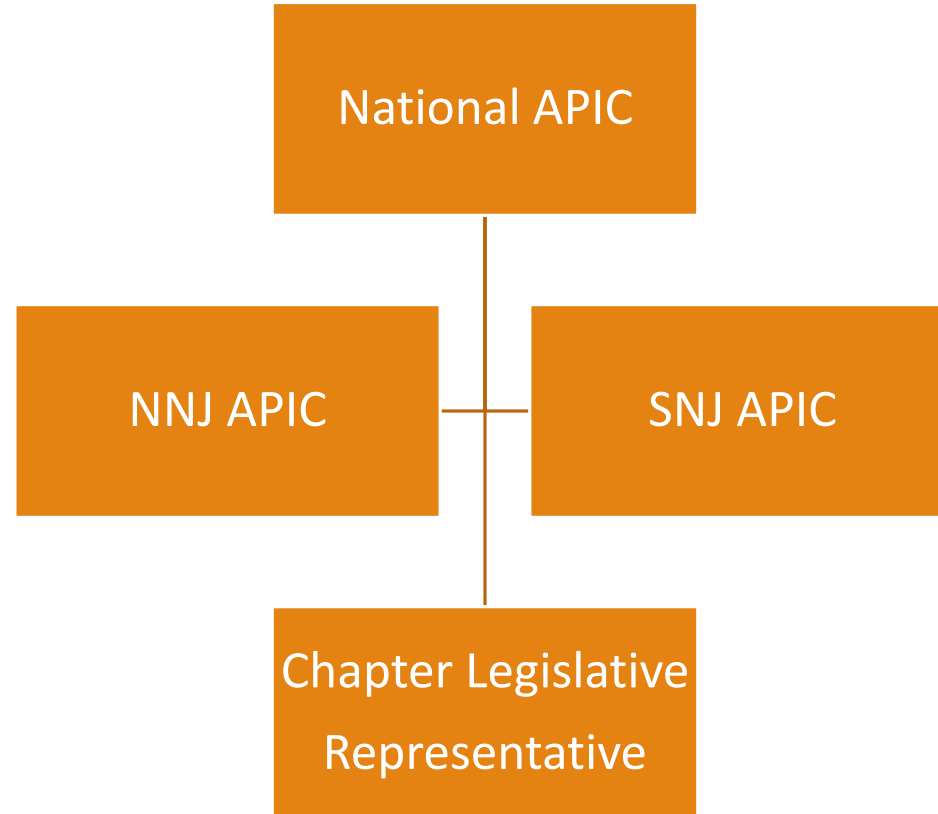 National APIC
NNJ APIC
SNJ APIC
Chapter Legislative
Representative